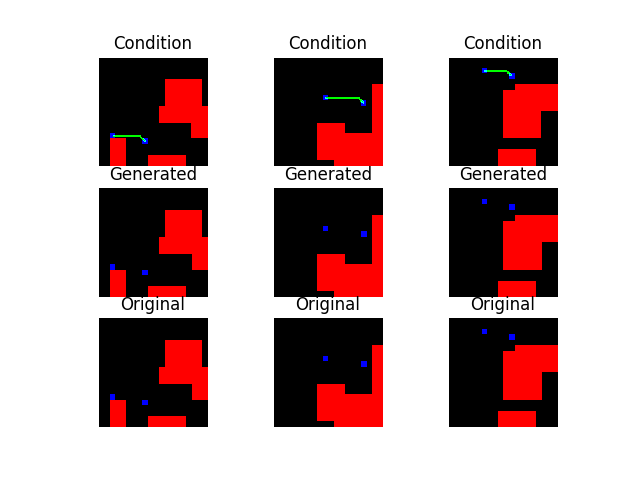 Condition
Condition
Condition
Generated
Generated
Generated
Original
Original
Original